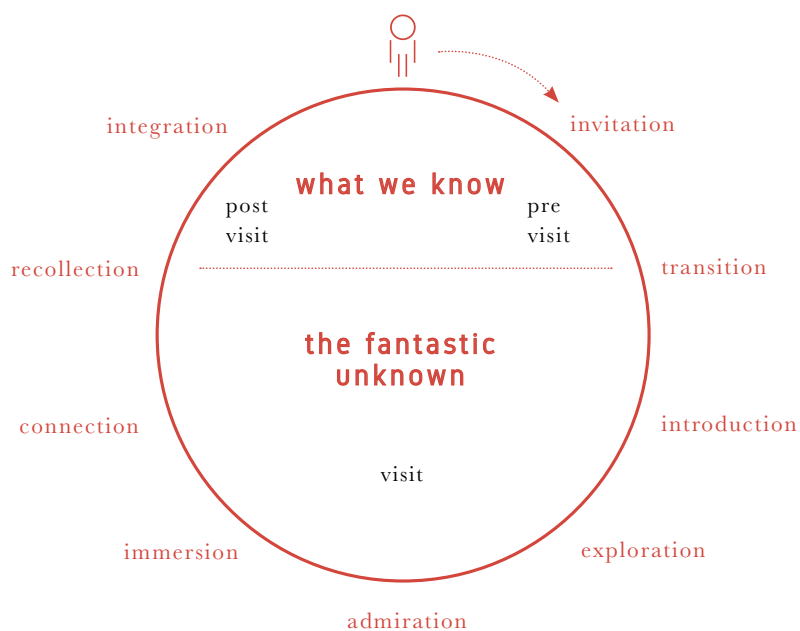 integration
invitation
what we know
post
visit
pre
visit
recollection
transition
the fantastic
unknown
connection
introduction
visit
immersion
exploration
admiration